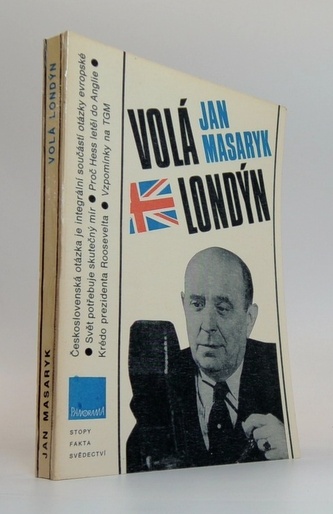 VOLÁ
JAN
MASARYK
LONDÝN
Československá otázka je integrální součástí otázky evropské
● Svět potřebuje skutečný mír ● Proč Hess letěl do Anglie ●
Krédo prezidenta Roosevelta ● Vzpomínky na TGM
PANORAMA
STOPY
FAKTA
SVĚDECTVÍ
JAN MASARYK
VOLÁ LONDÝN